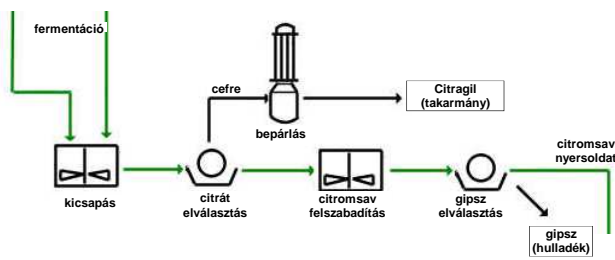 fermentáció
cefre
Citragil
(takarmány)
bepárlás
citromsav
nyersoldat
kicsapás
citrát
elválasztás
citromsav
felszabadítás
gipsz
elválasztás
gipsz
(hulladék)